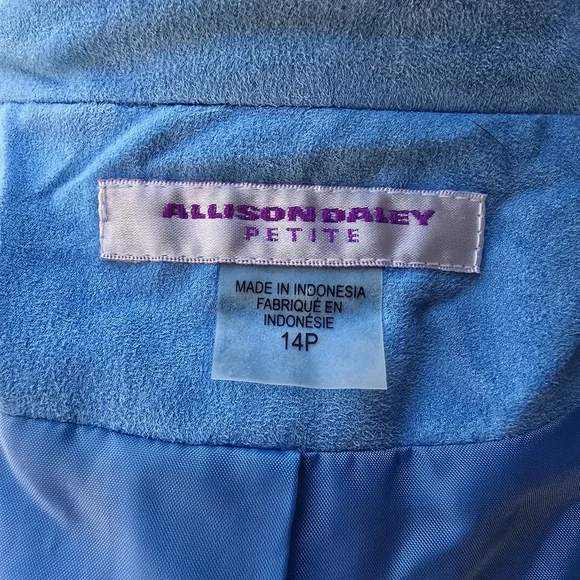 ALLISON DALEY
PETITE
MADE IN INDONESIA
FABRIQUÉ EN
INDONÉSIE
14P